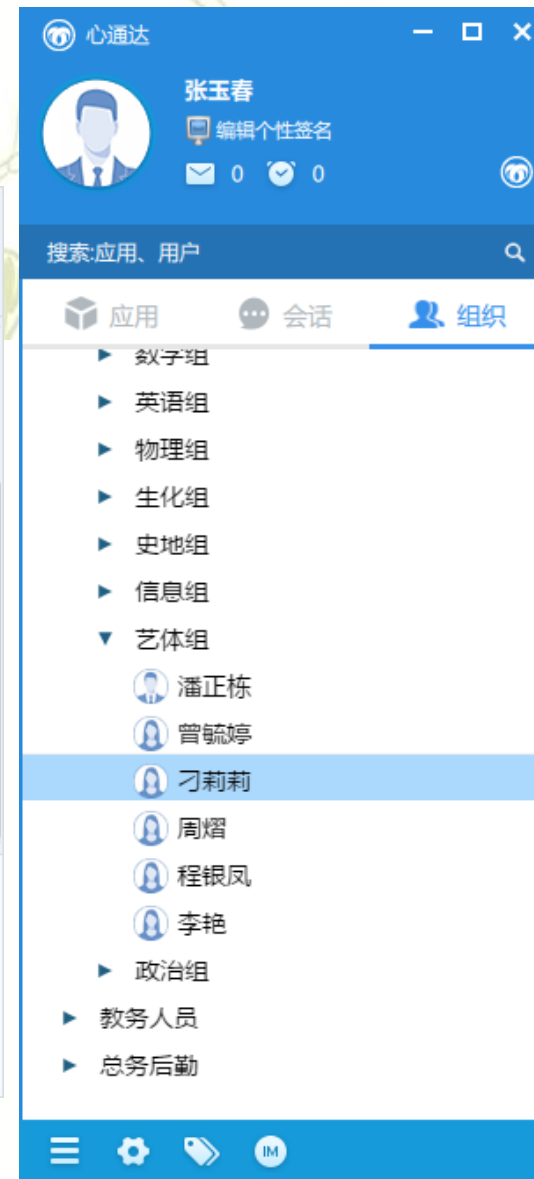 心通达
张玉春
编辑个性签名
0 0
搜索:应用、用户
应用 会话 组织
数学组
英语组
物理组
生化组
史地组
信息组
艺体组
潘正栋
曾毓婷
刁莉莉
周熠
程银凤
李艳
政治组
教务人员
总务后勤
IM